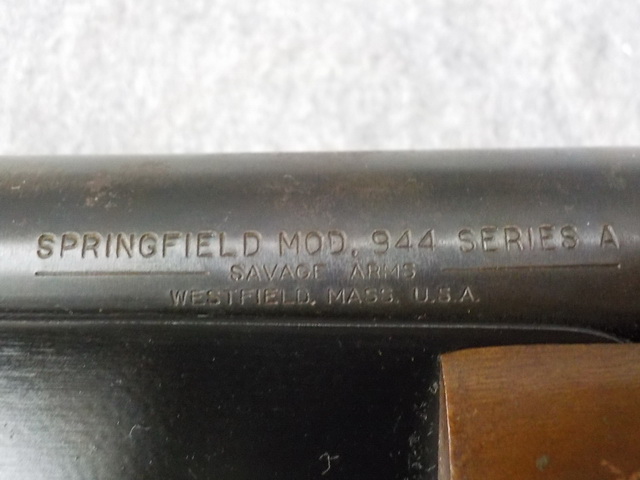 SPRINGFIELD MOD. 944 SERIES A
SAVAGE ARMS
WESTFIELD, MASS. U.S.A.